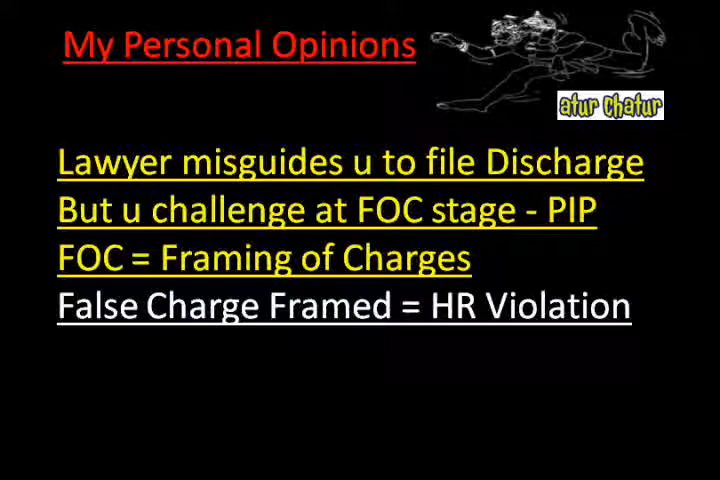 My Personal Opinions
atur chatur
Lawyer misguides u to file Discharge
But u challenge at FOC stage - PIP
FOC = Framing of Charges
False Charge Framed = HR Violation